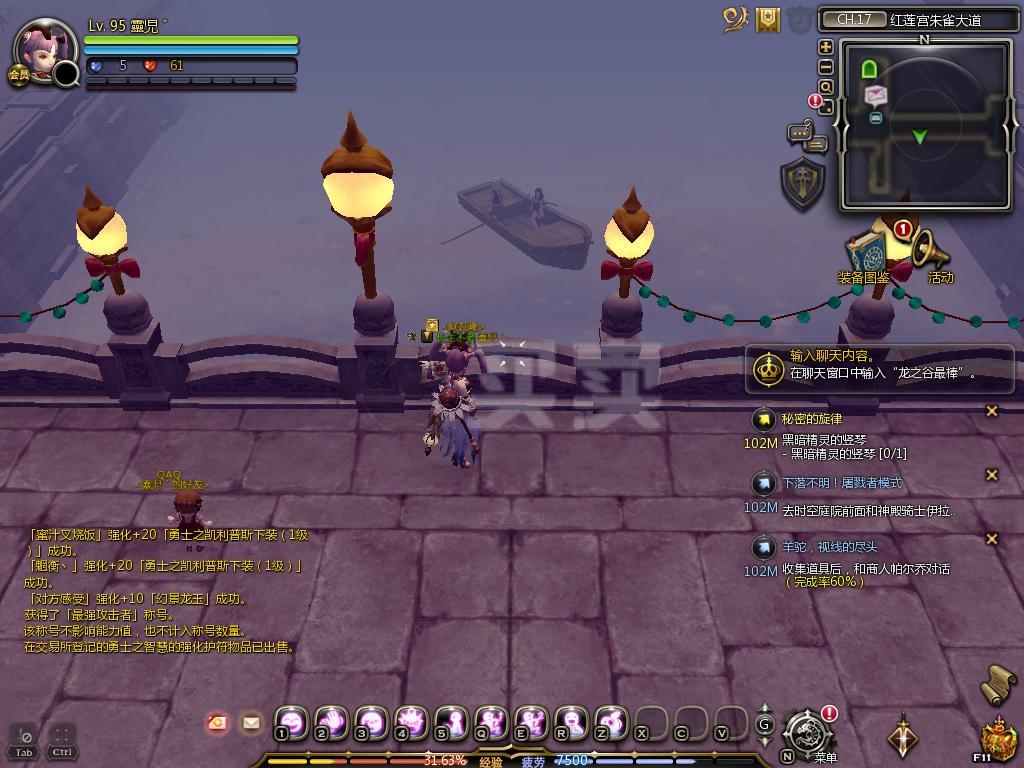 Lv. 95 靈児゛
CH.17 红莲宫朱雀大道
N
5 61
会员
1
装备图鉴 活动
输入聊天内容。
在聊天窗口中输入“龙之谷最棒”。
秘密的旋律
102M 黑暗精灵的竖琴
- 黑暗精灵的竖琴 [0/1]
下落不明！屠戮者模式
102M 去时空庭院前面和神殿骑士伊拉..
羊驼，视线的尽头
102M 收集道具后，和商人帕尔乔对话
（完成率60%）
买卖
QAQ
「蜜汁叉烧饭」强化+20「勇士之凯利普斯下装（1级
）」成功。
「魍衡丶」强化+20「勇士之凯利普斯下装（1级）」
成功。
「对方感受」强化+10「幻景龙玉」成功。
获得了「最强攻击者」称号。
该称号不影响能力值，也不计入称号数量。
在交易所登记的勇士之智慧的强化护符物品已出售。
Tab Ctrl
1 2 3 4 5 Q E R Z X C V G
N 菜单
F11
31.63% 经验 疲劳 7500